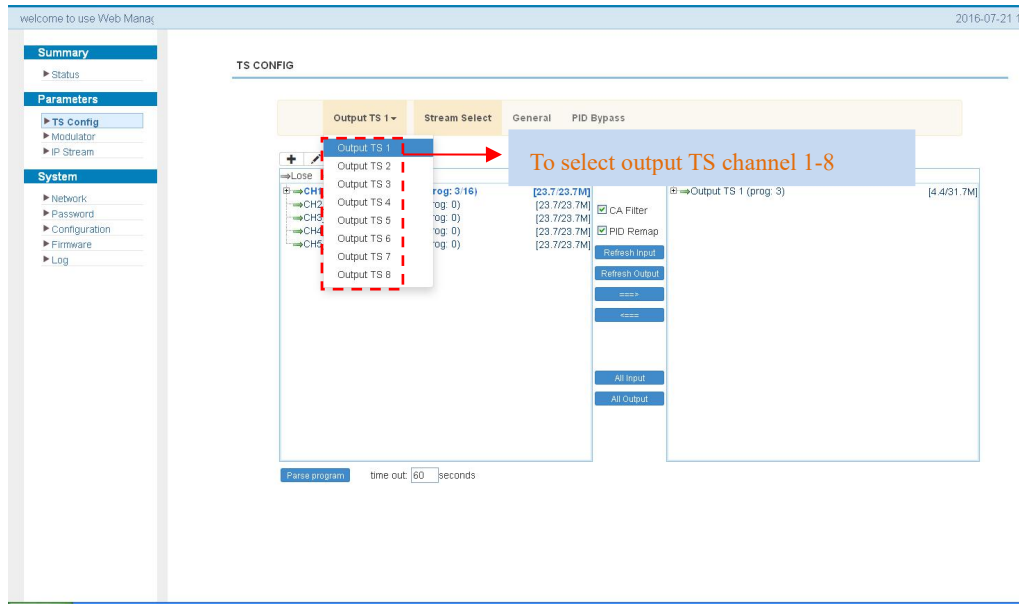 welcome to use Web Manag
2016-07-21 1
Summary
Status
Parameters
TS Config
Modulator
IP Stream
System
Network
Password
Configuration
Firmware
Log
TS CONFIG
Output TS 1 Stream Select General PID Bypass
Output TS 1
Output TS 2
Output TS 3
Output TS 4
Output TS 5
Output TS 6
Output TS 7
Output TS 8
To select output TS channel 1-8
⇒Lose
⇒CH1 rog: 3/16) [23.7/23.7M]
⇒CH2 rog: 0) [23.7/23.7M]
⇒CH3 rog: 0) [23.7/23.7M]
⇒CH4 rog: 0) [23.7/23.7M]
⇒CH5 rog: 0) [23.7/23.7M]
CA Filter
PID Remap
Refresh Input
Refresh Output
===>
<===
All Input
All Output
⇒Output TS 1 (prog: 3) [4.4/31.7M]
Parse program time out: 60 seconds